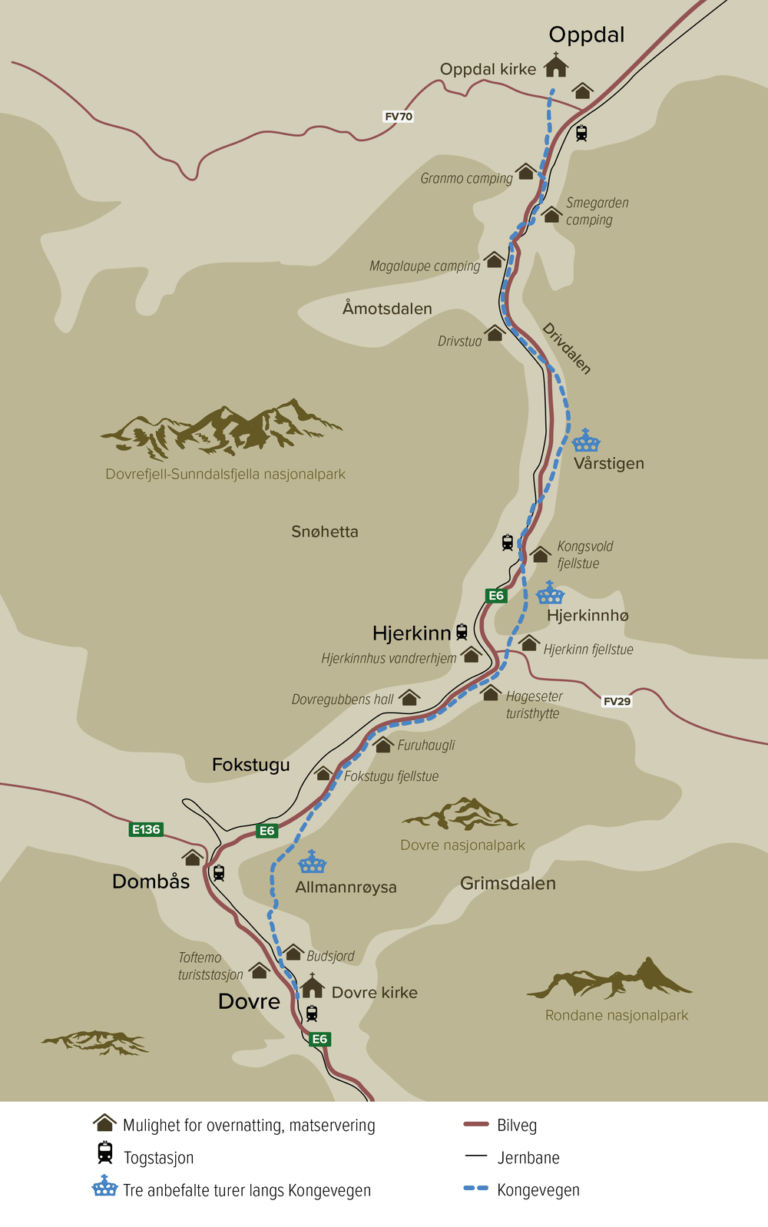 Oppdal
Oppdal kirke
FV70
Granmo camping
Smegarden
camping
Magalaupe camping
Åmotsdalen
Drivstua
Drivdalen
Dovrefjell-Sunndalsfjella nasjonalpark
Vårstigen
Snøhetta
Kongsvold
fjellstue
E6
Hjerkinnhø
Hjerkinn
Hjerkinn fjellstue
Hjerkinnhus vandrerhjem
Dovregubbens hall
Hageseter
turisthytte
FV29
Furuhaugli
Fokstugu
Fokstugu fjellstue
E136
E6
Dovre nasjonalpark
Dombås
Allmannrøysa
Grimsdalen
Toftemo
turiststasjon
Budsjord
Dovre
Dovre kirke
Rondane nasjonalpark
E6
Mulighet for overnatting, matservering
Bilveg
Togstasjon
Jernbane
Tre anbefalte turer langs Kongevegen
Kongevegen